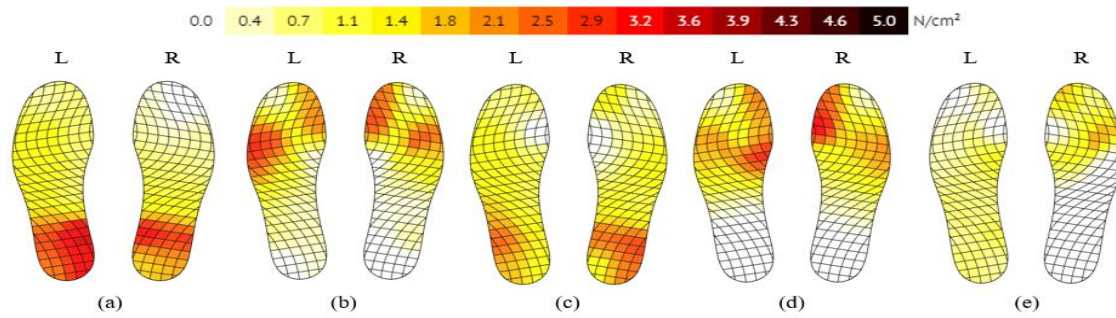 0.0 0.4 0.7 1.1 1.4 1.8 2.1 2.5 2.9 3.2 3.6 3.9 4.3 4.6 5.0 N/cm²
L R L R L R L R L R
(a) (b) (c) (d) (e)